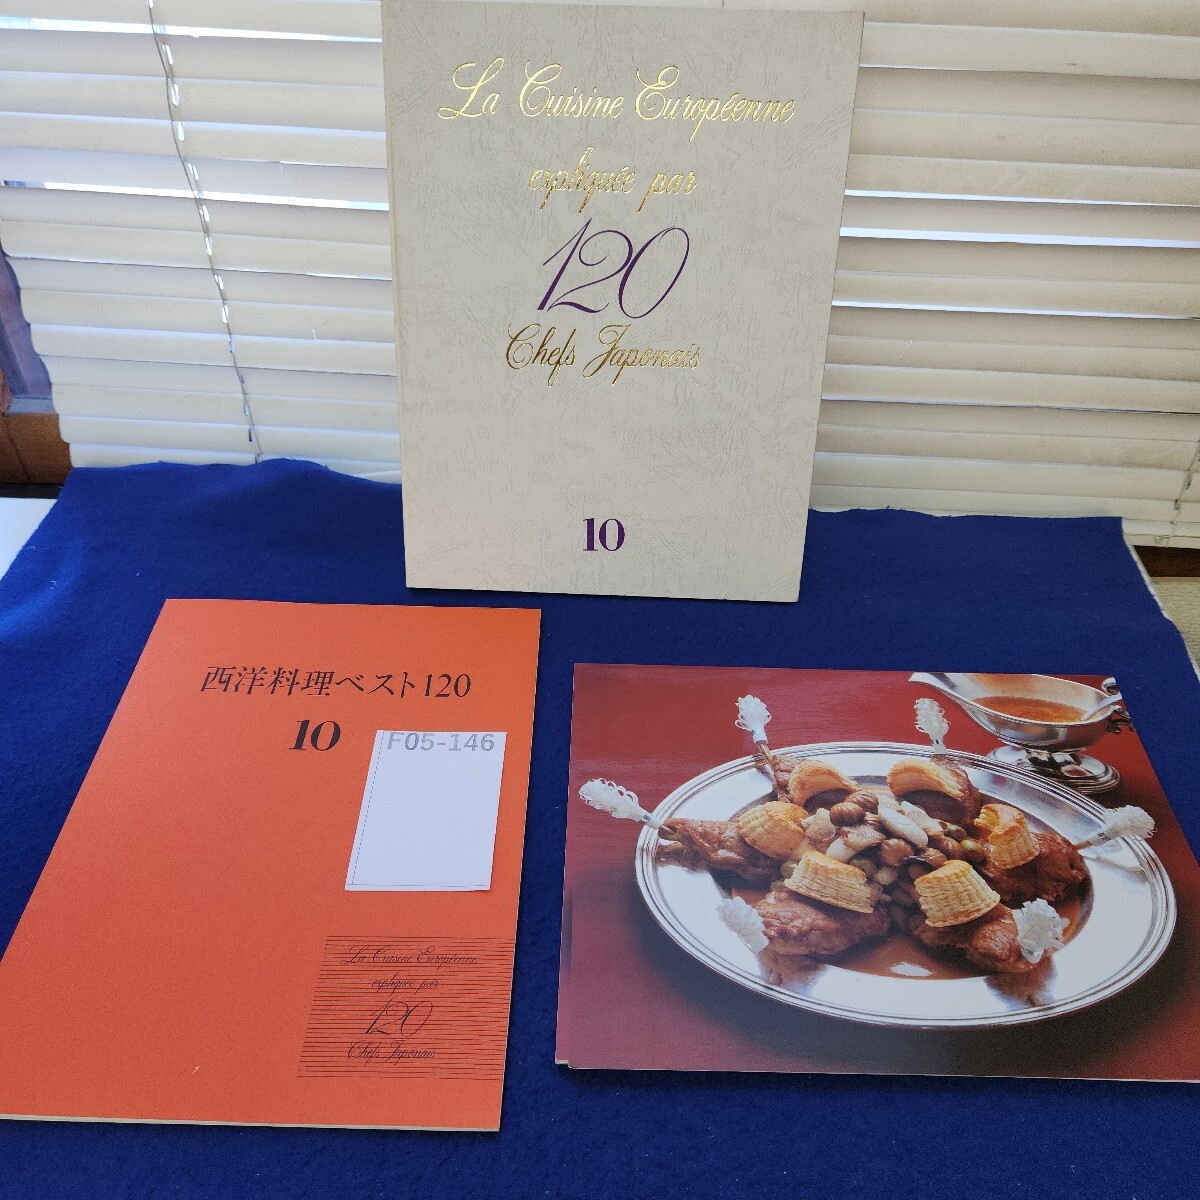 La Cuisine Européenne
expliquée par
120
Chefs Japonais
10
西洋料理ベスト120
10
F05-146
La Cuisine Européenne
expliquée par
120
Chefs Japonais